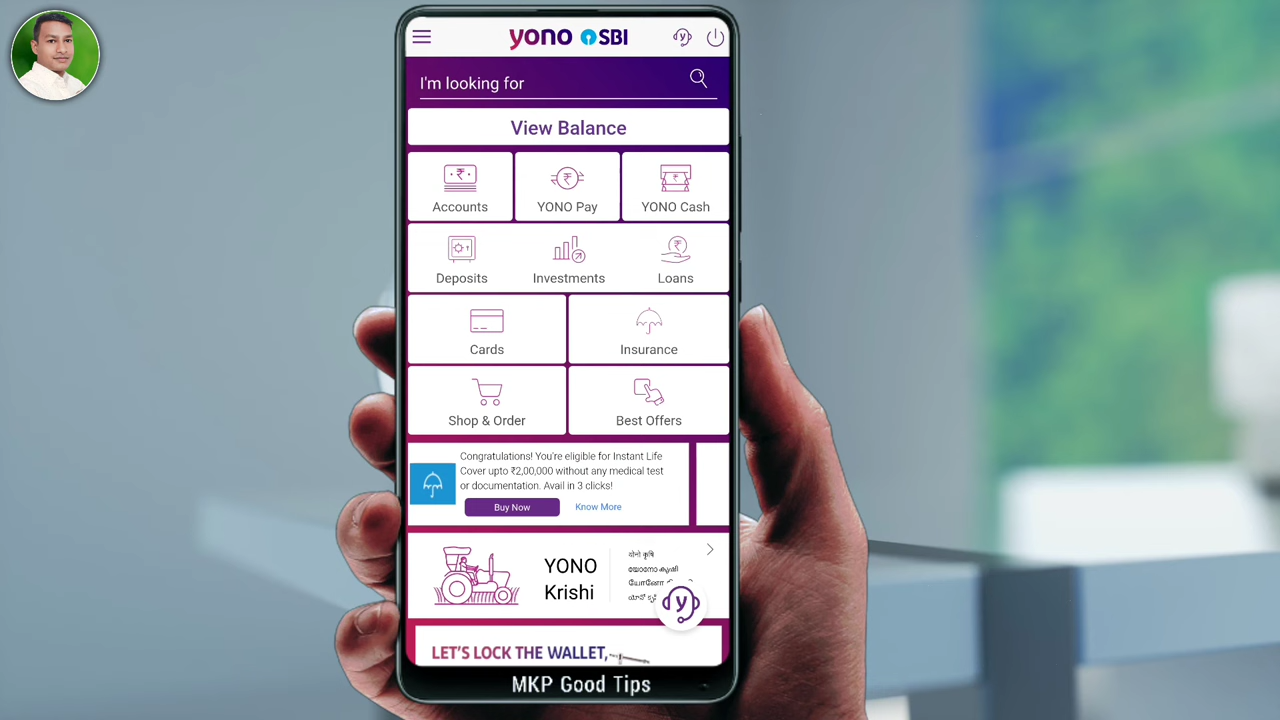 yono SBI
I'm looking for
View Balance
Accounts
YONO Pay
YONO Cash
Deposits
Investments
Loans
Cards
Insurance
Shop & Order
Best Offers
Congratulations! You're eligible for Instant Life
Cover upto ₹2,00,000 without any medical test
or documentation. Avail in 3 clicks!
Buy Now
Know More
YONO
Krishi
योनो कृषि
y
LET'S LOCK THE WALLET,
MKP Good Tips